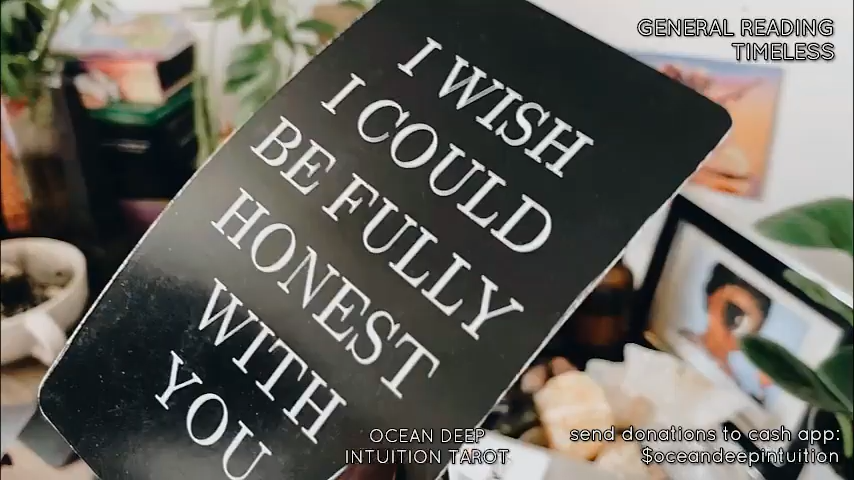 GENERAL READING
TIMELESS
I WISH
I COULD
BE FULLY
HONEST
WITH
YOU
OCEAN DEEP
INTUITION TAROT
send donations to cash app:
$oceandeepintuition